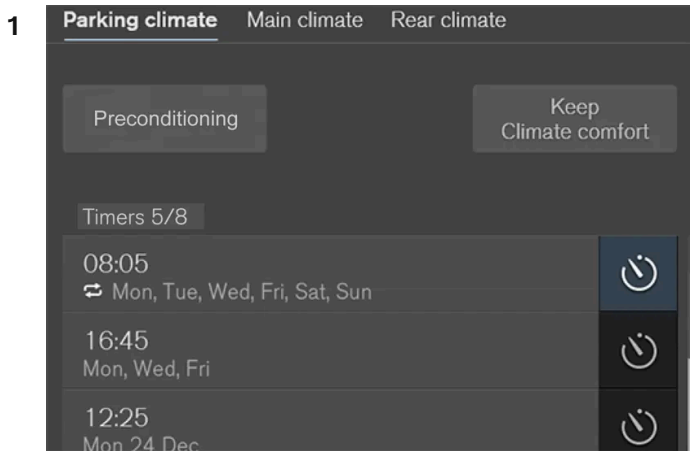 1
Parking climate Main climate Rear climate
Preconditioning
Keep
Climate comfort
Timers 5/8
08:05
Mon, Tue, Wed, Fri, Sat, Sun
16:45
Mon, Wed, Fri
12:25
Mon 24 Dec